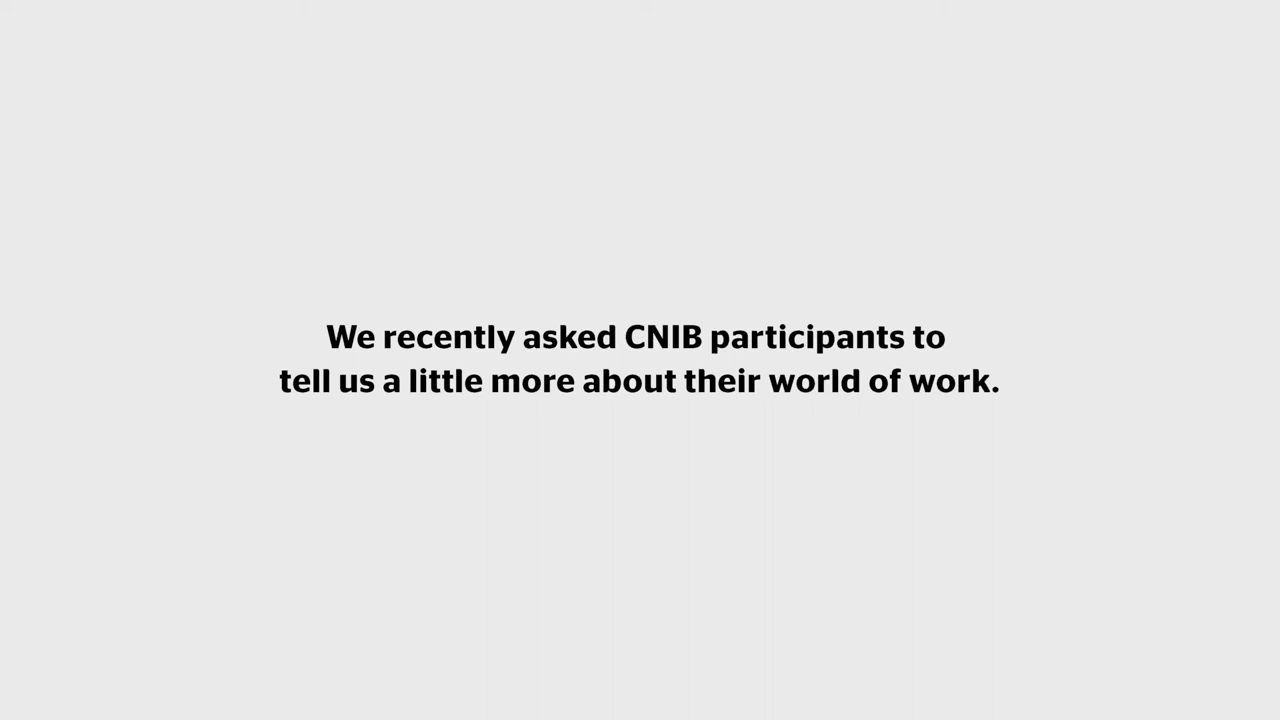 We recently asked CNIB participants to
tell us a little more about their world of work.